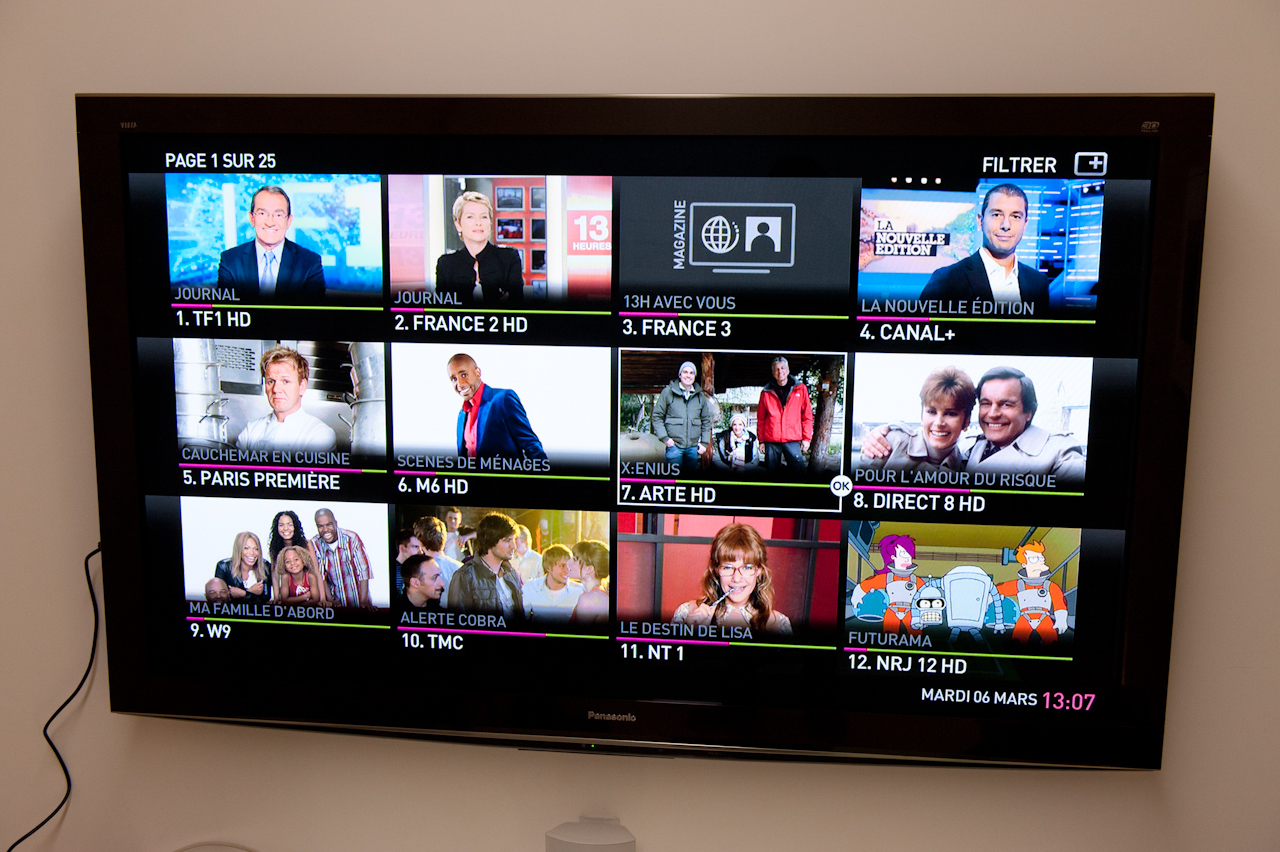 VIERA
3D
PAGE 1 SUR 25
FILTRER
JOURNAL
1. TF1 HD
13
HEURES
JOURNAL
2. FRANCE 2 HD
MAGAZINE
13H AVEC VOUS
3. FRANCE 3
LA
NOUVELLE
EDITION
LA NOUVELLE ÉDITION
4. CANAL+
CAUCHEMAR EN CUISINE
5. PARIS PREMIÈRE
SCENES DE MÉNAGES
6. M6 HD
X:ENIUS
7. ARTE HD
OK
POUR L'AMOUR DU RISQUE
8. DIRECT 8 HD
MA FAMILLE D'ABORD
9. W9
ALERTE COBRA
10. TMC
LE DESTIN DE LISA
11. NT 1
FUTURAMA
12. NRJ 12 HD
MARDI 06 MARS 13:07
Panasonic